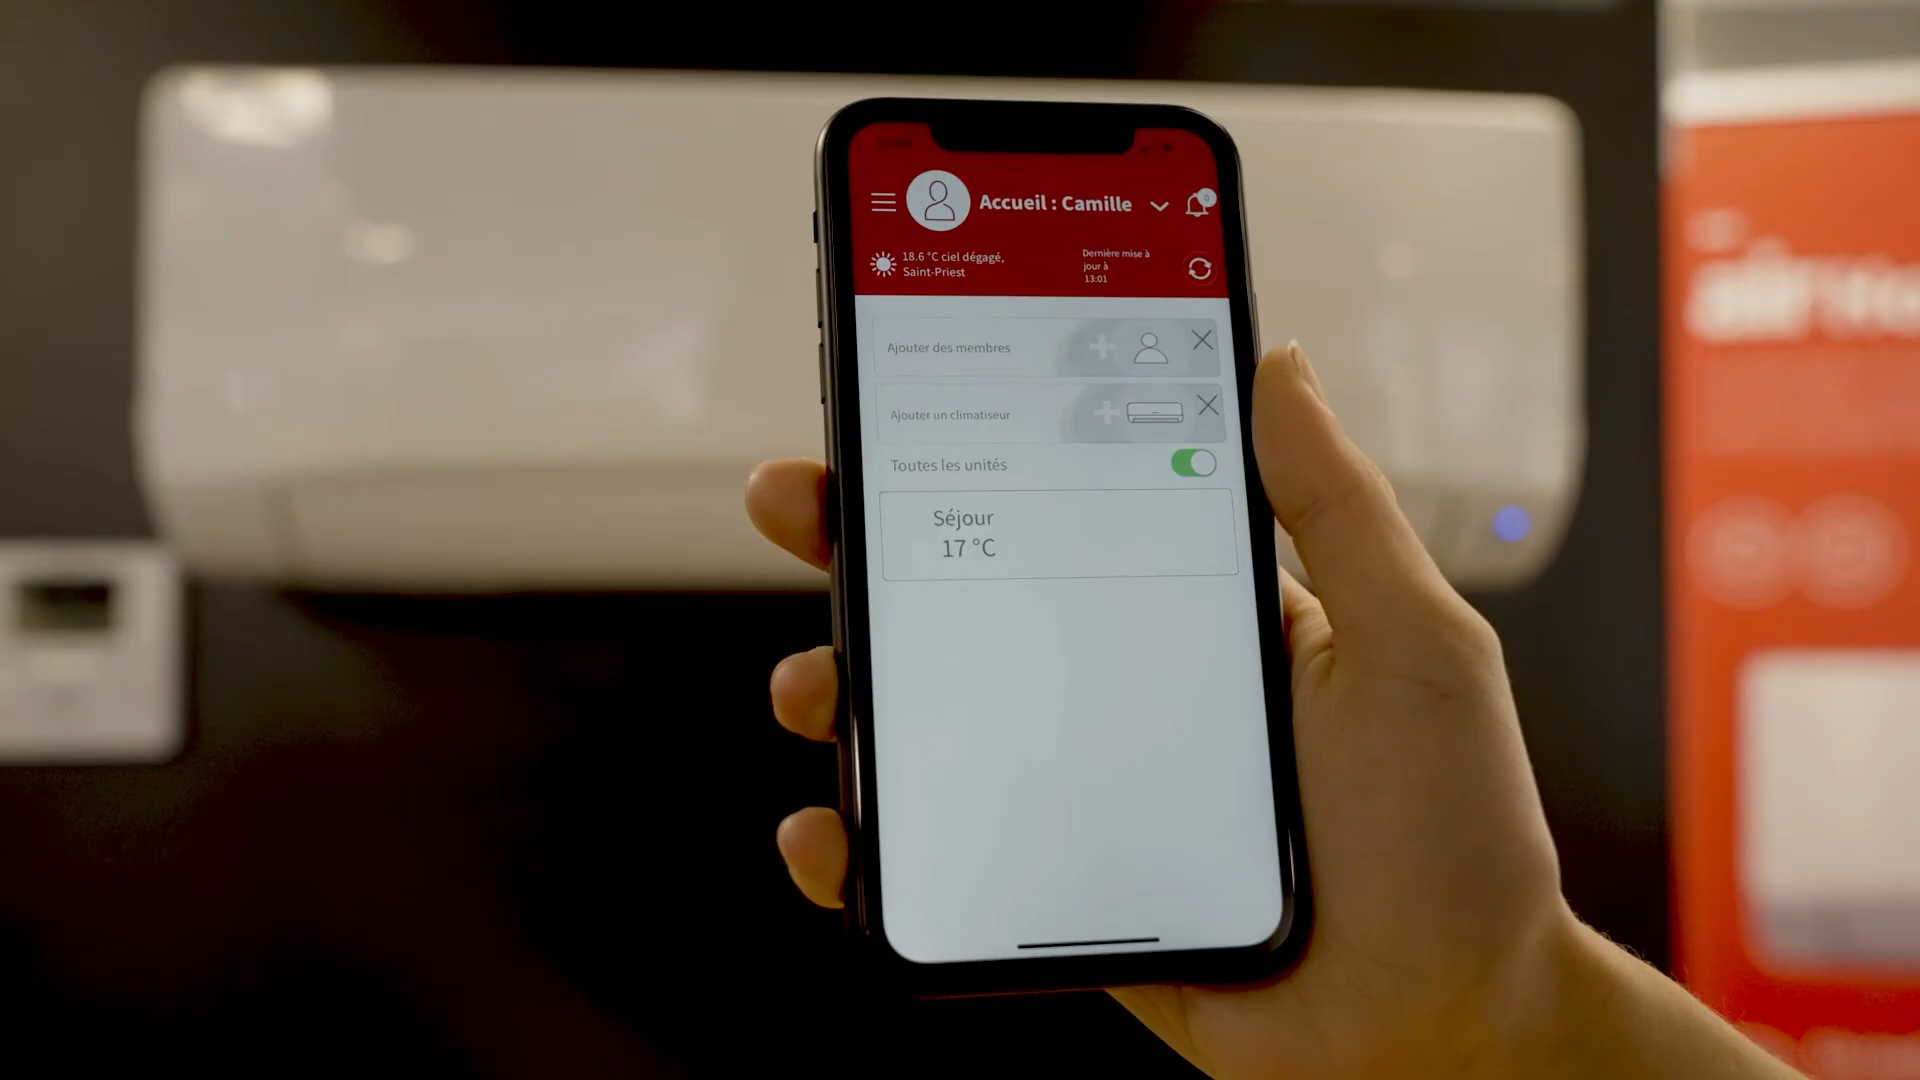 Accueil : Camille
0
18.6 °C ciel dégagé,
Saint-Priest
Dernière mise à
jour à
13:01
Ajouter des membres
Ajouter un climatiseur
Toutes les unités
Séjour
17 °C